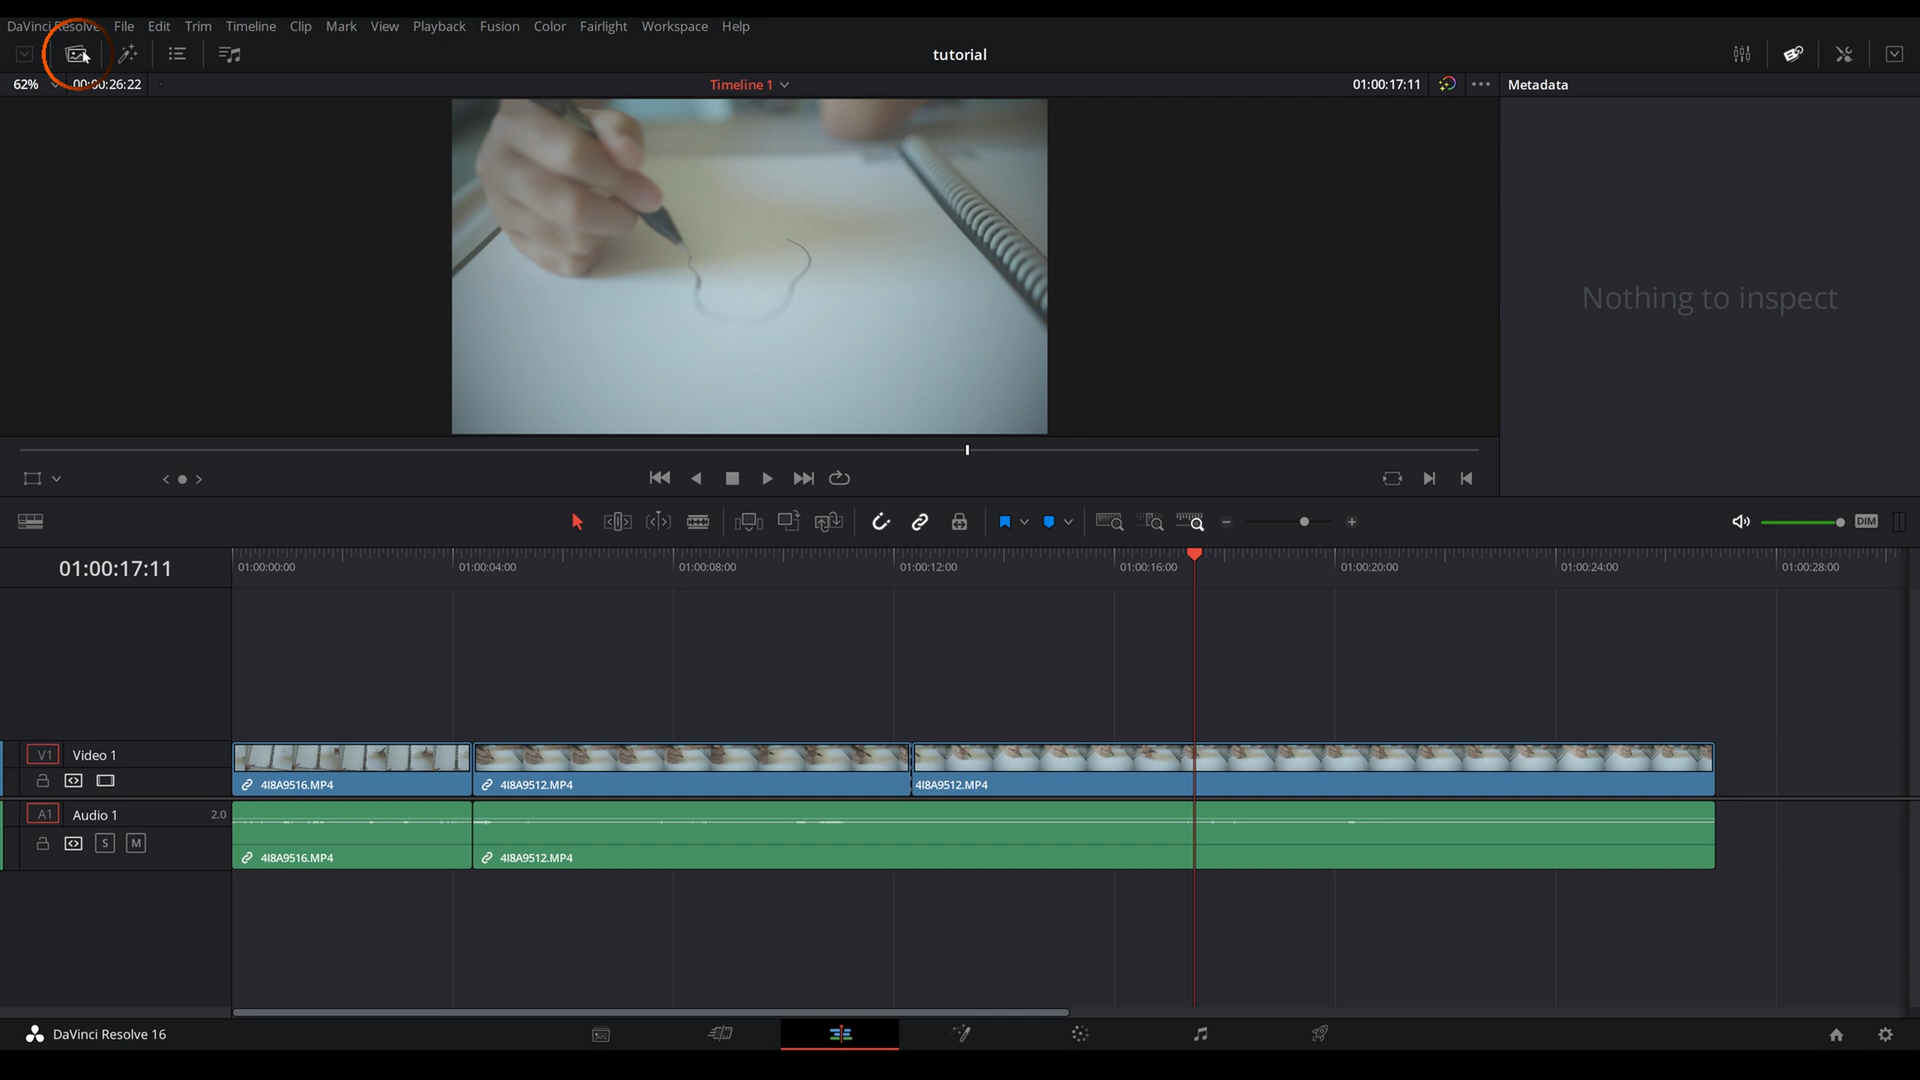 DaVinci Resolve File Edit Trim Timeline Clip Mark View Playback Fusion Color Fairlight Workspace Help
tutorial
62% 00:00:26:22 Timeline 1 01:00:17:11 Metadata
Nothing to inspect
DIM
01:00:17:11 01:00:00:00 01:00:04:00 01:00:08:00 01:00:12:00 01:00:16:00 01:00:20:00 01:00:24:00 01:00:28:00
V1 Video 1
4I8A9516.MP4 4I8A9512.MP4 4I8A9512.MP4
A1 Audio 1 2.0
S M
4I8A9516.MP4 4I8A9512.MP4
DaVinci Resolve 16